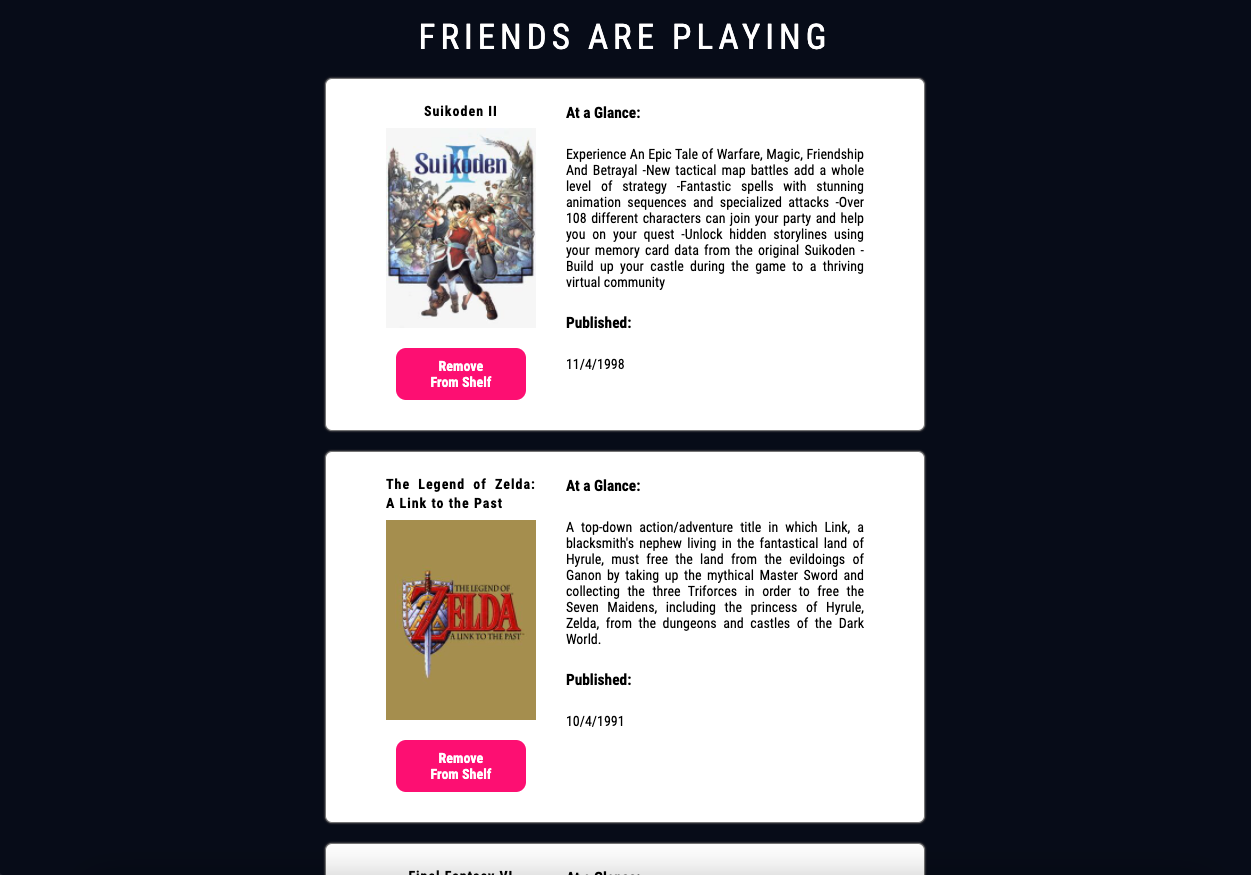 FRIENDS ARE PLAYING
Suikoden II
Suikoden
II
Remove
From Shelf
At a Glance:
Experience An Epic Tale of Warfare, Magic, Friendship
And Betrayal -New tactical map battles add a whole
level of strategy -Fantastic spells with stunning
animation sequences and specialized attacks -Over
108 different characters can join your party and help
you on your quest -Unlock hidden storylines using
your memory card data from the original Suikoden -
Build up your castle during the game to a thriving
virtual community
Published:
11/4/1998
The Legend of Zelda:
A Link to the Past
THE LEGEND OF
ZELDA
A LINK TO THE PAST
Remove
From Shelf
At a Glance:
A top-down action/adventure title in which Link, a
blacksmith's nephew living in the fantastical land of
Hyrule, must free the land from the evildoings of
Ganon by taking up the mythical Master Sword and
collecting the three Triforces in order to free the
Seven Maidens, including the princess of Hyrule,
Zelda, from the dungeons and castles of the Dark
World.
Published:
10/4/1991
Final Fantasy VI
At a Glance: